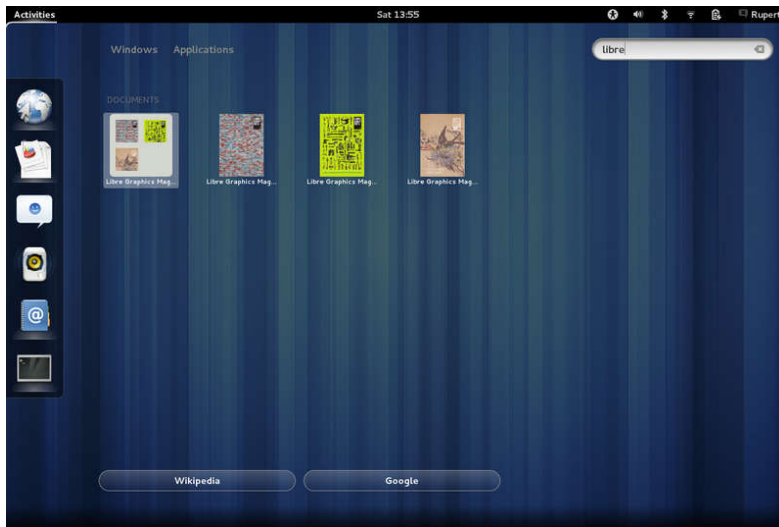 Activities
Sat 13:55
Rupert
Windows Applications
libre
DOCUMENTS
Libre Graphics Mag...
Libre Graphics Mag...
Libre Graphics Mag...
Libre Graphics Mag...
@
Wikipedia
Google